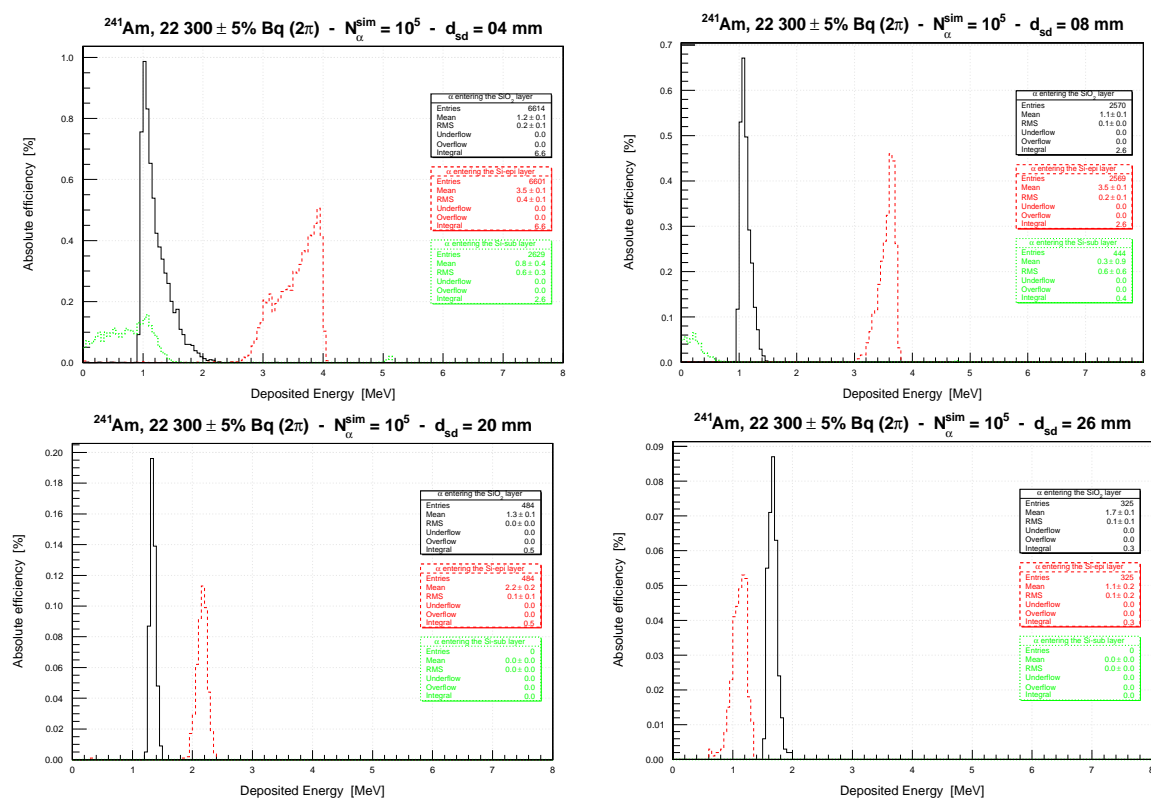 ²⁴¹Am, 22 300 ± 5% Bq (2π) - N_α^sim = 10⁵ - d_sd = 04 mm
Absolute efficiency [%]
1.0
0.8
0.6
0.4
0.2
0.0
α entering the SiO₂ layer
Entries 6614
Mean 1.2 ± 0.1
RMS 0.2 ± 0.1
Underflow 0.0
Overflow 0.0
Integral 6.6
α entering the Si-epi layer
Entries 6601
Mean 3.5 ± 0.1
RMS 0.4 ± 0.1
Underflow 0.0
Overflow 0.0
Integral 6.6
α entering the Si-sub layer
Entries 2629
Mean 0.8 ± 0.4
RMS 0.6 ± 0.3
Underflow 0.0
Overflow 0.0
Integral 2.6
0 1 2 3 4 5 6 7 8
Deposited Energy [MeV]
²⁴¹Am, 22 300 ± 5% Bq (2π) - N_α^sim = 10⁵ - d_sd = 08 mm
Absolute efficiency [%]
0.7
0.6
0.5
0.4
0.3
0.2
0.1
0.0
α entering the SiO₂ layer
Entries 2570
Mean 1.1 ± 0.1
RMS 0.1 ± 0.0
Underflow 0.0
Overflow 0.0
Integral 2.6
α entering the Si-epi layer
Entries 2569
Mean 3.5 ± 0.1
RMS 0.2 ± 0.1
Underflow 0.0
Overflow 0.0
Integral 2.6
α entering the Si-sub layer
Entries 444
Mean 0.3 ± 0.9
RMS 0.6 ± 0.6
Underflow 0.0
Overflow 0.0
Integral 0.4
0 1 2 3 4 5 6 7 8
Deposited Energy [MeV]
²⁴¹Am, 22 300 ± 5% Bq (2π) - N_α^sim = 10⁵ - d_sd = 20 mm
Absolute efficiency [%]
0.20
0.18
0.16
0.14
0.12
0.10
0.08
0.06
0.04
0.02
0.00
α entering the SiO₂ layer
Entries 484
Mean 1.3 ± 0.1
RMS 0.0 ± 0.0
Underflow 0.0
Overflow 0.0
Integral 0.5
α entering the Si-epi layer
Entries 484
Mean 2.2 ± 0.2
RMS 0.1 ± 0.1
Underflow 0.0
Overflow 0.0
Integral 0.5
α entering the Si-sub layer
Entries 0
Mean 0.0 ± 0.0
RMS 0.0 ± 0.0
Underflow 0.0
Overflow 0.0
Integral 0.0
0 1 2 3 4 5 6 7 8
Deposited Energy [MeV]
²⁴¹Am, 22 300 ± 5% Bq (2π) - N_α^sim = 10⁵ - d_sd = 26 mm
Absolute efficiency [%]
0.09
0.08
0.07
0.06
0.05
0.04
0.03
0.02
0.01
0.00
α entering the SiO₂ layer
Entries 325
Mean 1.7 ± 0.1
RMS 0.1 ± 0.1
Underflow 0.0
Overflow 0.0
Integral 0.3
α entering the Si-epi layer
Entries 325
Mean 1.1 ± 0.2
RMS 0.1 ± 0.2
Underflow 0.0
Overflow 0.0
Integral 0.3
α entering the Si-sub layer
Entries 0
Mean 0.0 ± 0.0
RMS 0.0 ± 0.0
Underflow 0.0
Overflow 0.0
Integral 0.0
0 1 2 3 4 5 6 7 8
Deposited Energy [MeV]